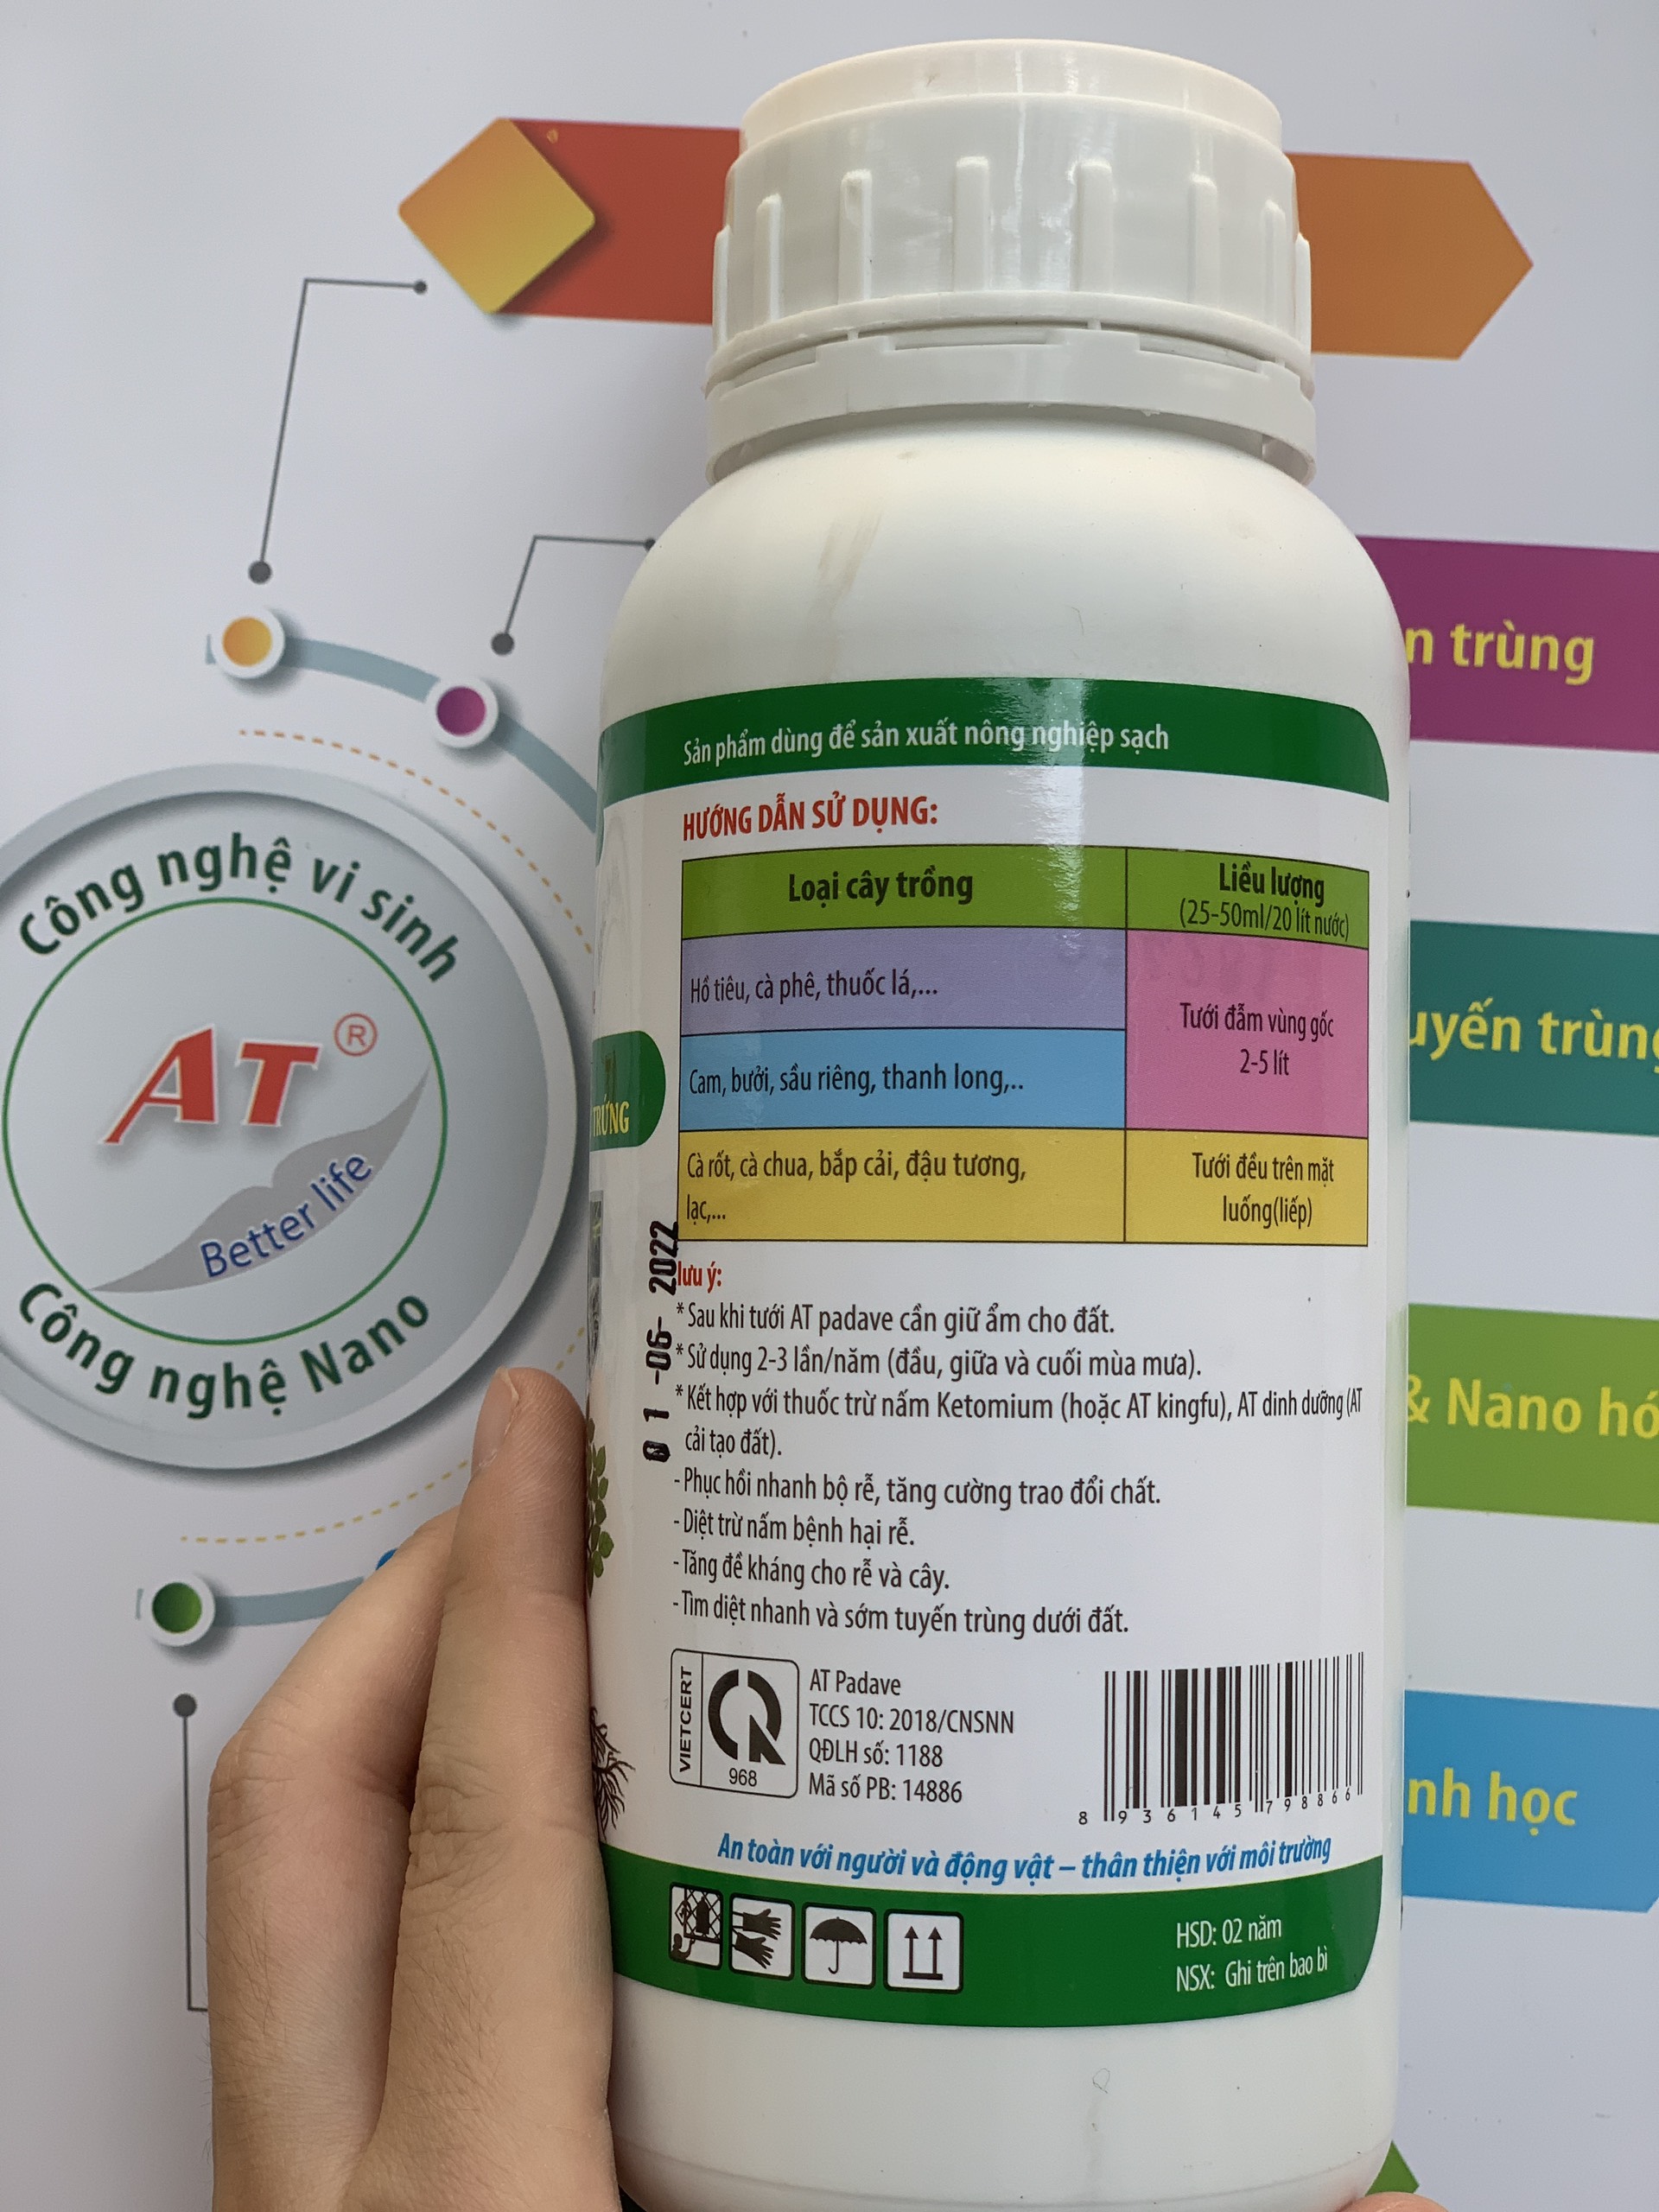 Sản phẩm dùng để sản xuất nông nghiệp sạch
HƯỚNG DẪN SỬ DỤNG:
Loại cây trồng
Liều lượng
(25-50ml/20 lít nước)
Hồ tiêu, cà phê, thuốc lá,...
Tưới đẫm vùng gốc
2-5 lít
Cam, bưởi, sầu riêng, thanh long,..
Cà rốt, cà chua, bắp cải, đậu tương,
lạc,...
Tưới đều trên mặt
luống(liếp)
lưu ý:
* Sau khi tưới AT padave cần giữ ẩm cho đất.
* Sử dụng 2-3 lần/năm (đầu, giữa và cuối mùa mưa).
* Kết hợp với thuốc trừ nấm Ketomium (hoặc AT kingfu), AT dinh dưỡng (AT
cải tạo đất).
- Phục hồi nhanh bộ rễ, tăng cường trao đổi chất.
- Diệt trừ nấm bệnh hại rễ.
- Tăng đề kháng cho rễ và cây.
- Tìm diệt nhanh và sớm tuyến trùng dưới đất.
01 -06- 2022
TRỨNG
VIETCERT
968
AT Padave
TCCS 10: 2018/CNSNN
QĐLH số: 1188
Mã số PB: 14886
8 936145 798866
An toàn với người và động vật – thân thiện với môi trường
HSD: 02 năm
NSX: Ghi trên bao bì
Công nghệ vi sinh
AT ®
Better life
Công nghệ Nano
n trùng
uyến trùng
& Nano hó
nh học